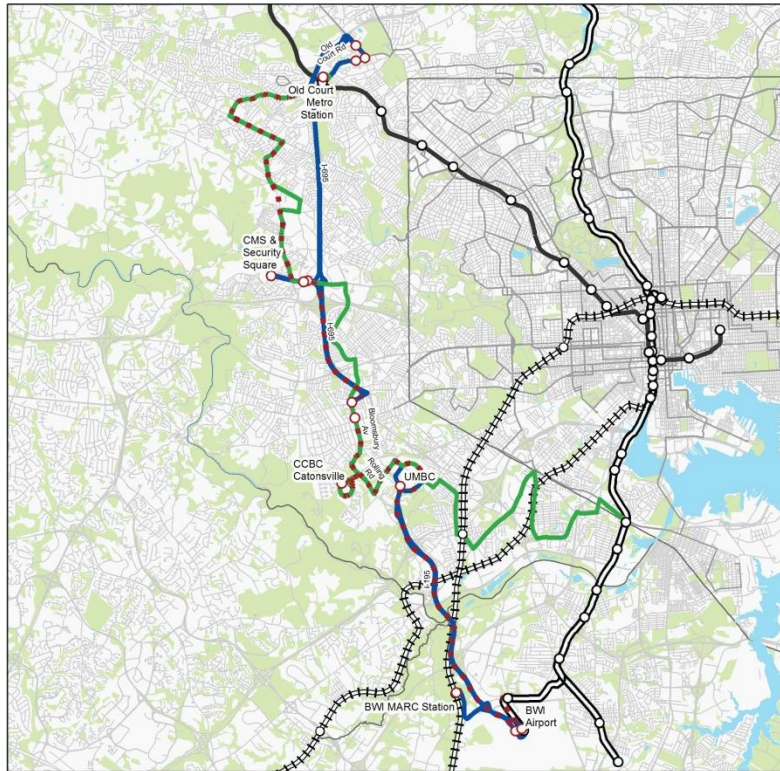 Old
Court Rd
Old Court
Metro
Station
I-695
CMS &
Security
Square
I-695
Bloomsbury
Av
CCBC
Catonsville
Rolling
Rd
UMBC
I-195
BWI MARC Station
BWI
Airport